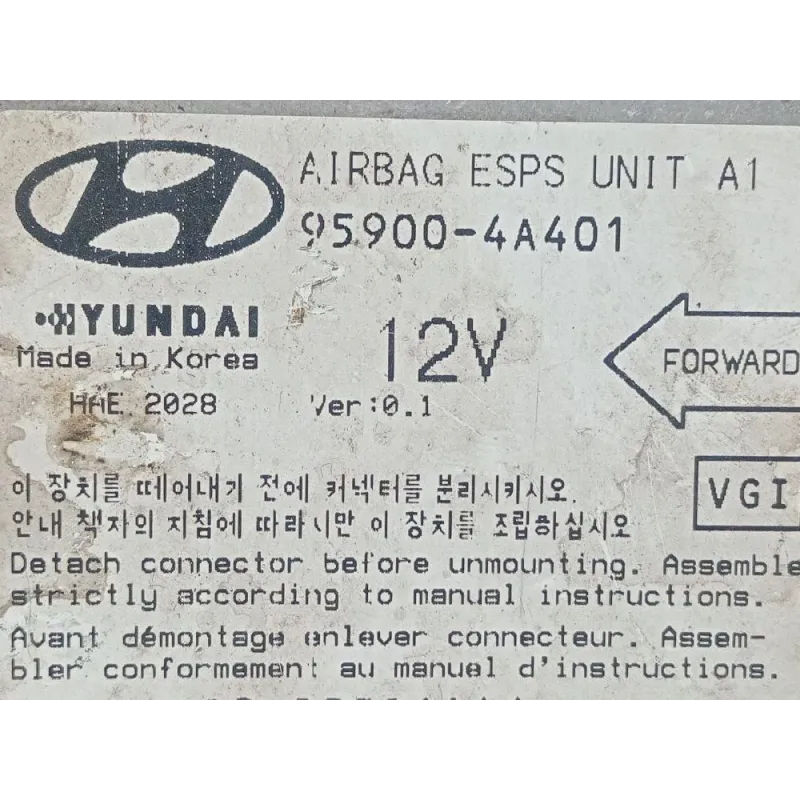 AIRBAG ESPS UNIT A1
95900-4A401
HYUNDAI
12V
FORWARD
Made in Korea
HAE 2028
Ver:0.1
이 장치를 떼어내기 전에 커넥터를 분리시키시오.
VGI
안내 책자의 지침에 따라서만 이 장치를 조립하십시오
Detach connector before unmounting. Assemble
strictly according to manual instructions.
Avant démontage enlever connecteur. Assem-
bler conformement au manuel d'instructions.